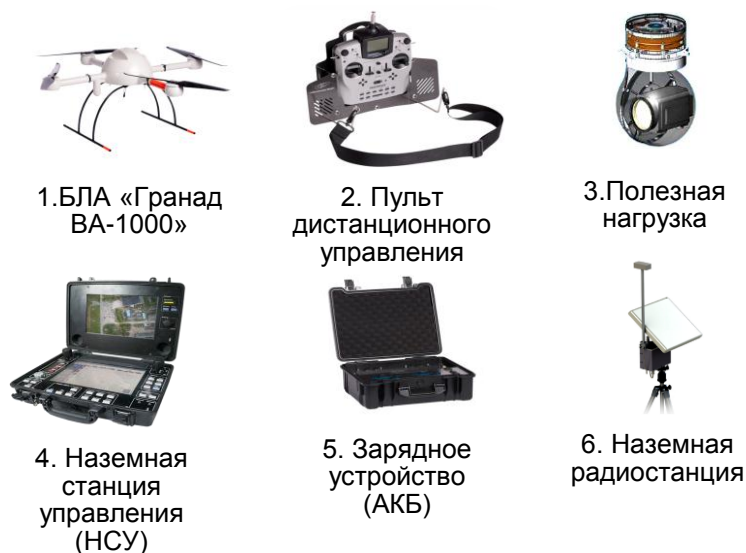 1.БЛА «Гранад
ВА-1000»
2. Пульт
дистанционного
управления
3.Полезная
нагрузка
4. Наземная
станция
управления
(НСУ)
5. Зарядное
устройство
(АКБ)
6. Наземная
радиостанция